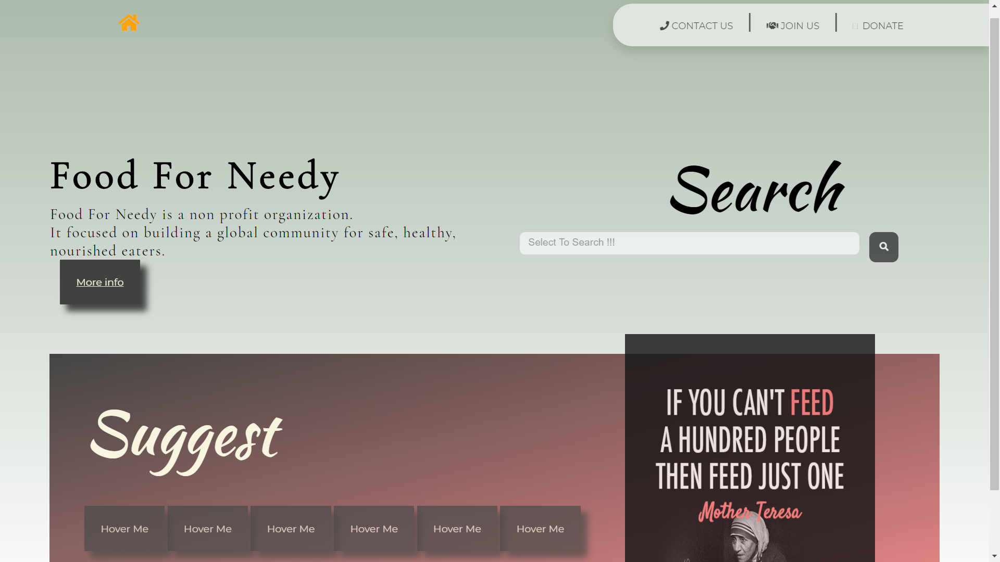 CONTACT US
JOIN US
DONATE
Food For Needy
Food For Needy is a non profit organization.
It focused on building a global community for safe, healthy,
nourished eaters.
More info
Search
Select To Search !!!
Suggest
Hover Me
Hover Me
Hover Me
Hover Me
Hover Me
Hover Me
IF YOU CAN'T FEED
A HUNDRED PEOPLE
THEN FEED JUST ONE
Mother Teresa